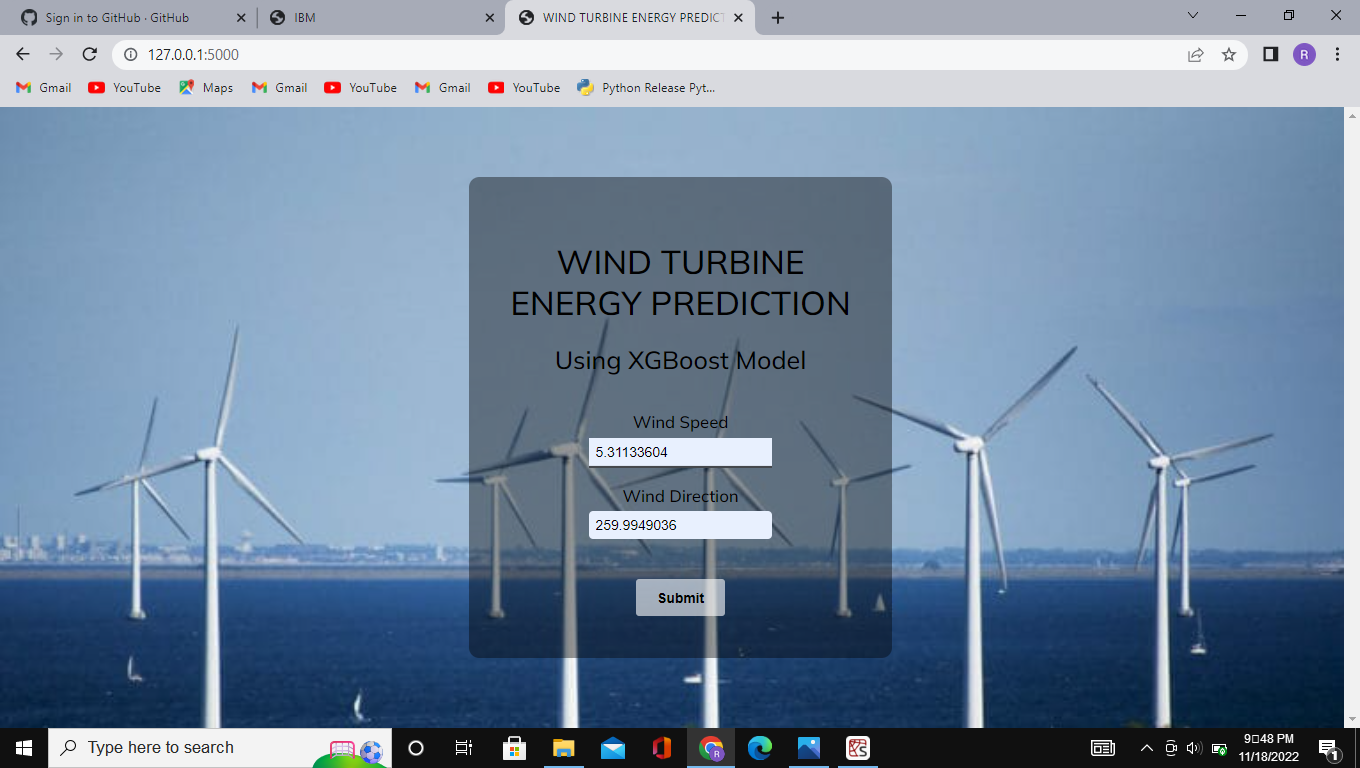 Sign in to GitHub · GitHub
IBM
WIND TURBINE ENERGY PREDICT
127.0.0.1:5000
R
Gmail
YouTube
Maps
Gmail
YouTube
Gmail
YouTube
Python Release Pyt...
WIND TURBINE
ENERGY PREDICTION
Using XGBoost Model
Wind Speed
5.31133604
Wind Direction
259.9949036
Submit
Type here to search
R
9□48 PM
11/18/2022
1